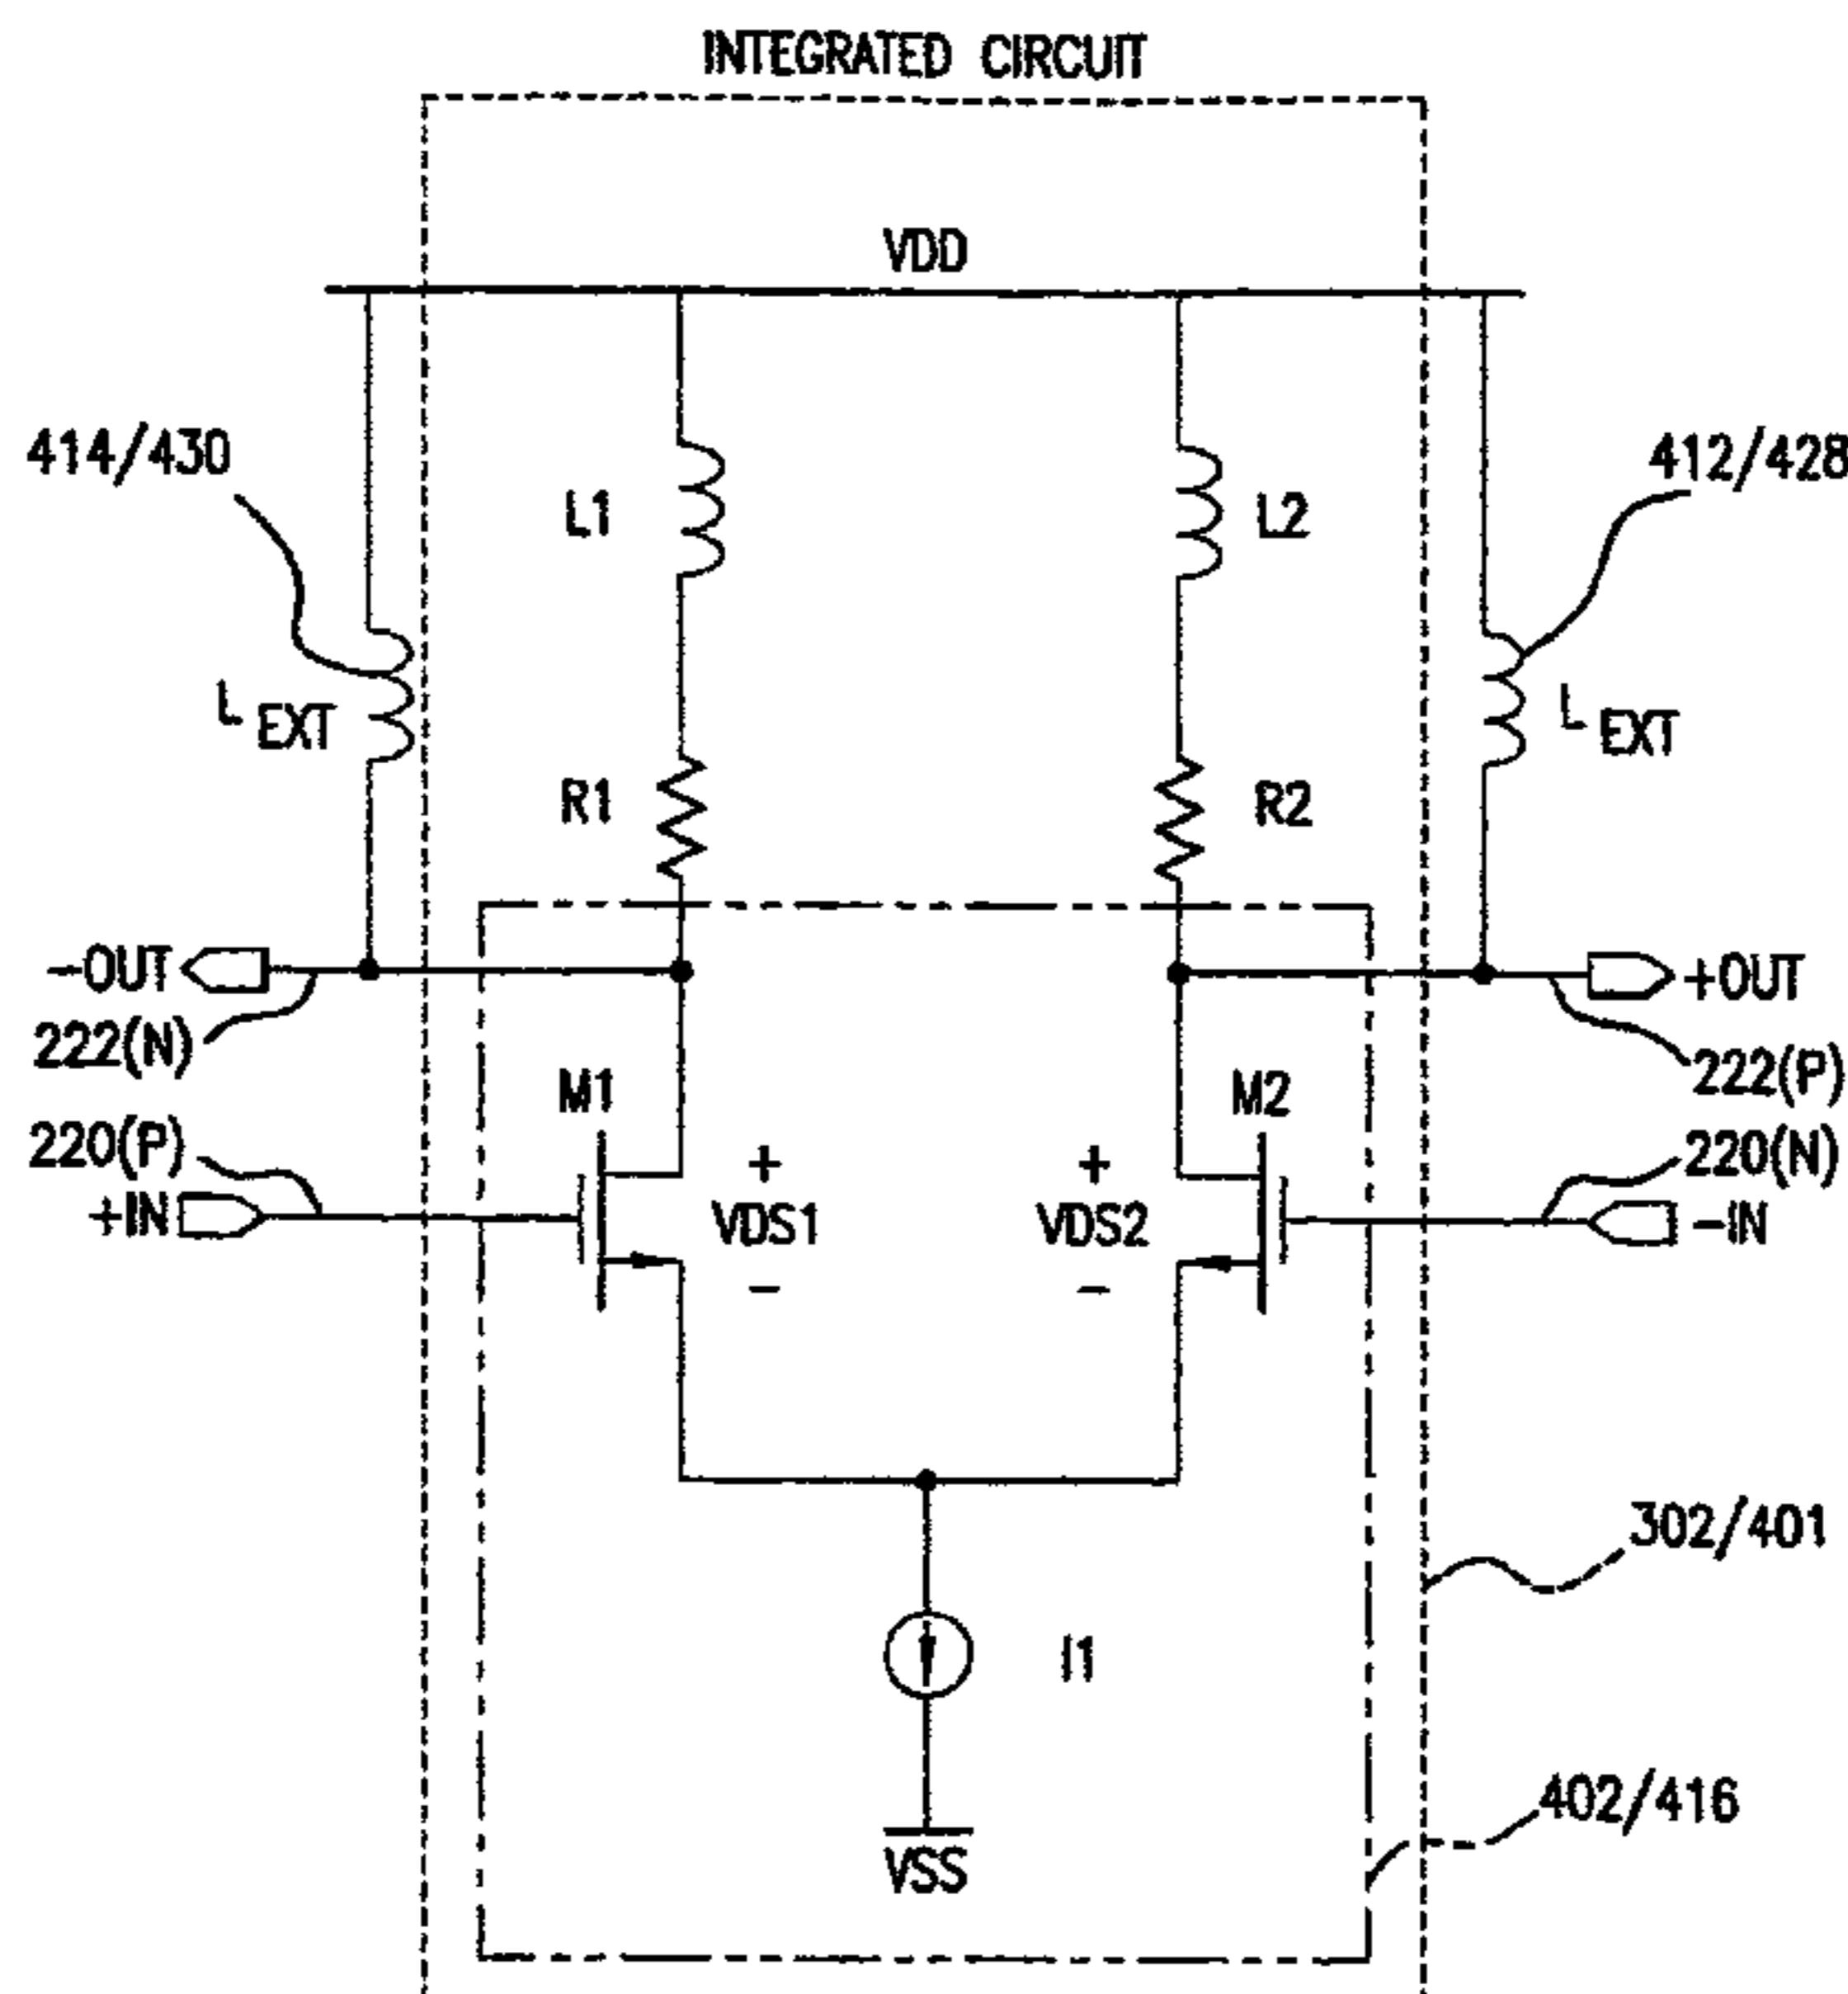 INTEGRATED CIRCUIT
VDD
414/430
412/428
L1
L2
L EXT
L EXT
R1
R2
-OUT
+OUT
222(N)
222(P)
M1
M2
220(P)
220(N)
+IN
-IN
+
VDS1
-
+
VDS2
-
302/401
I1
402/416
VSS